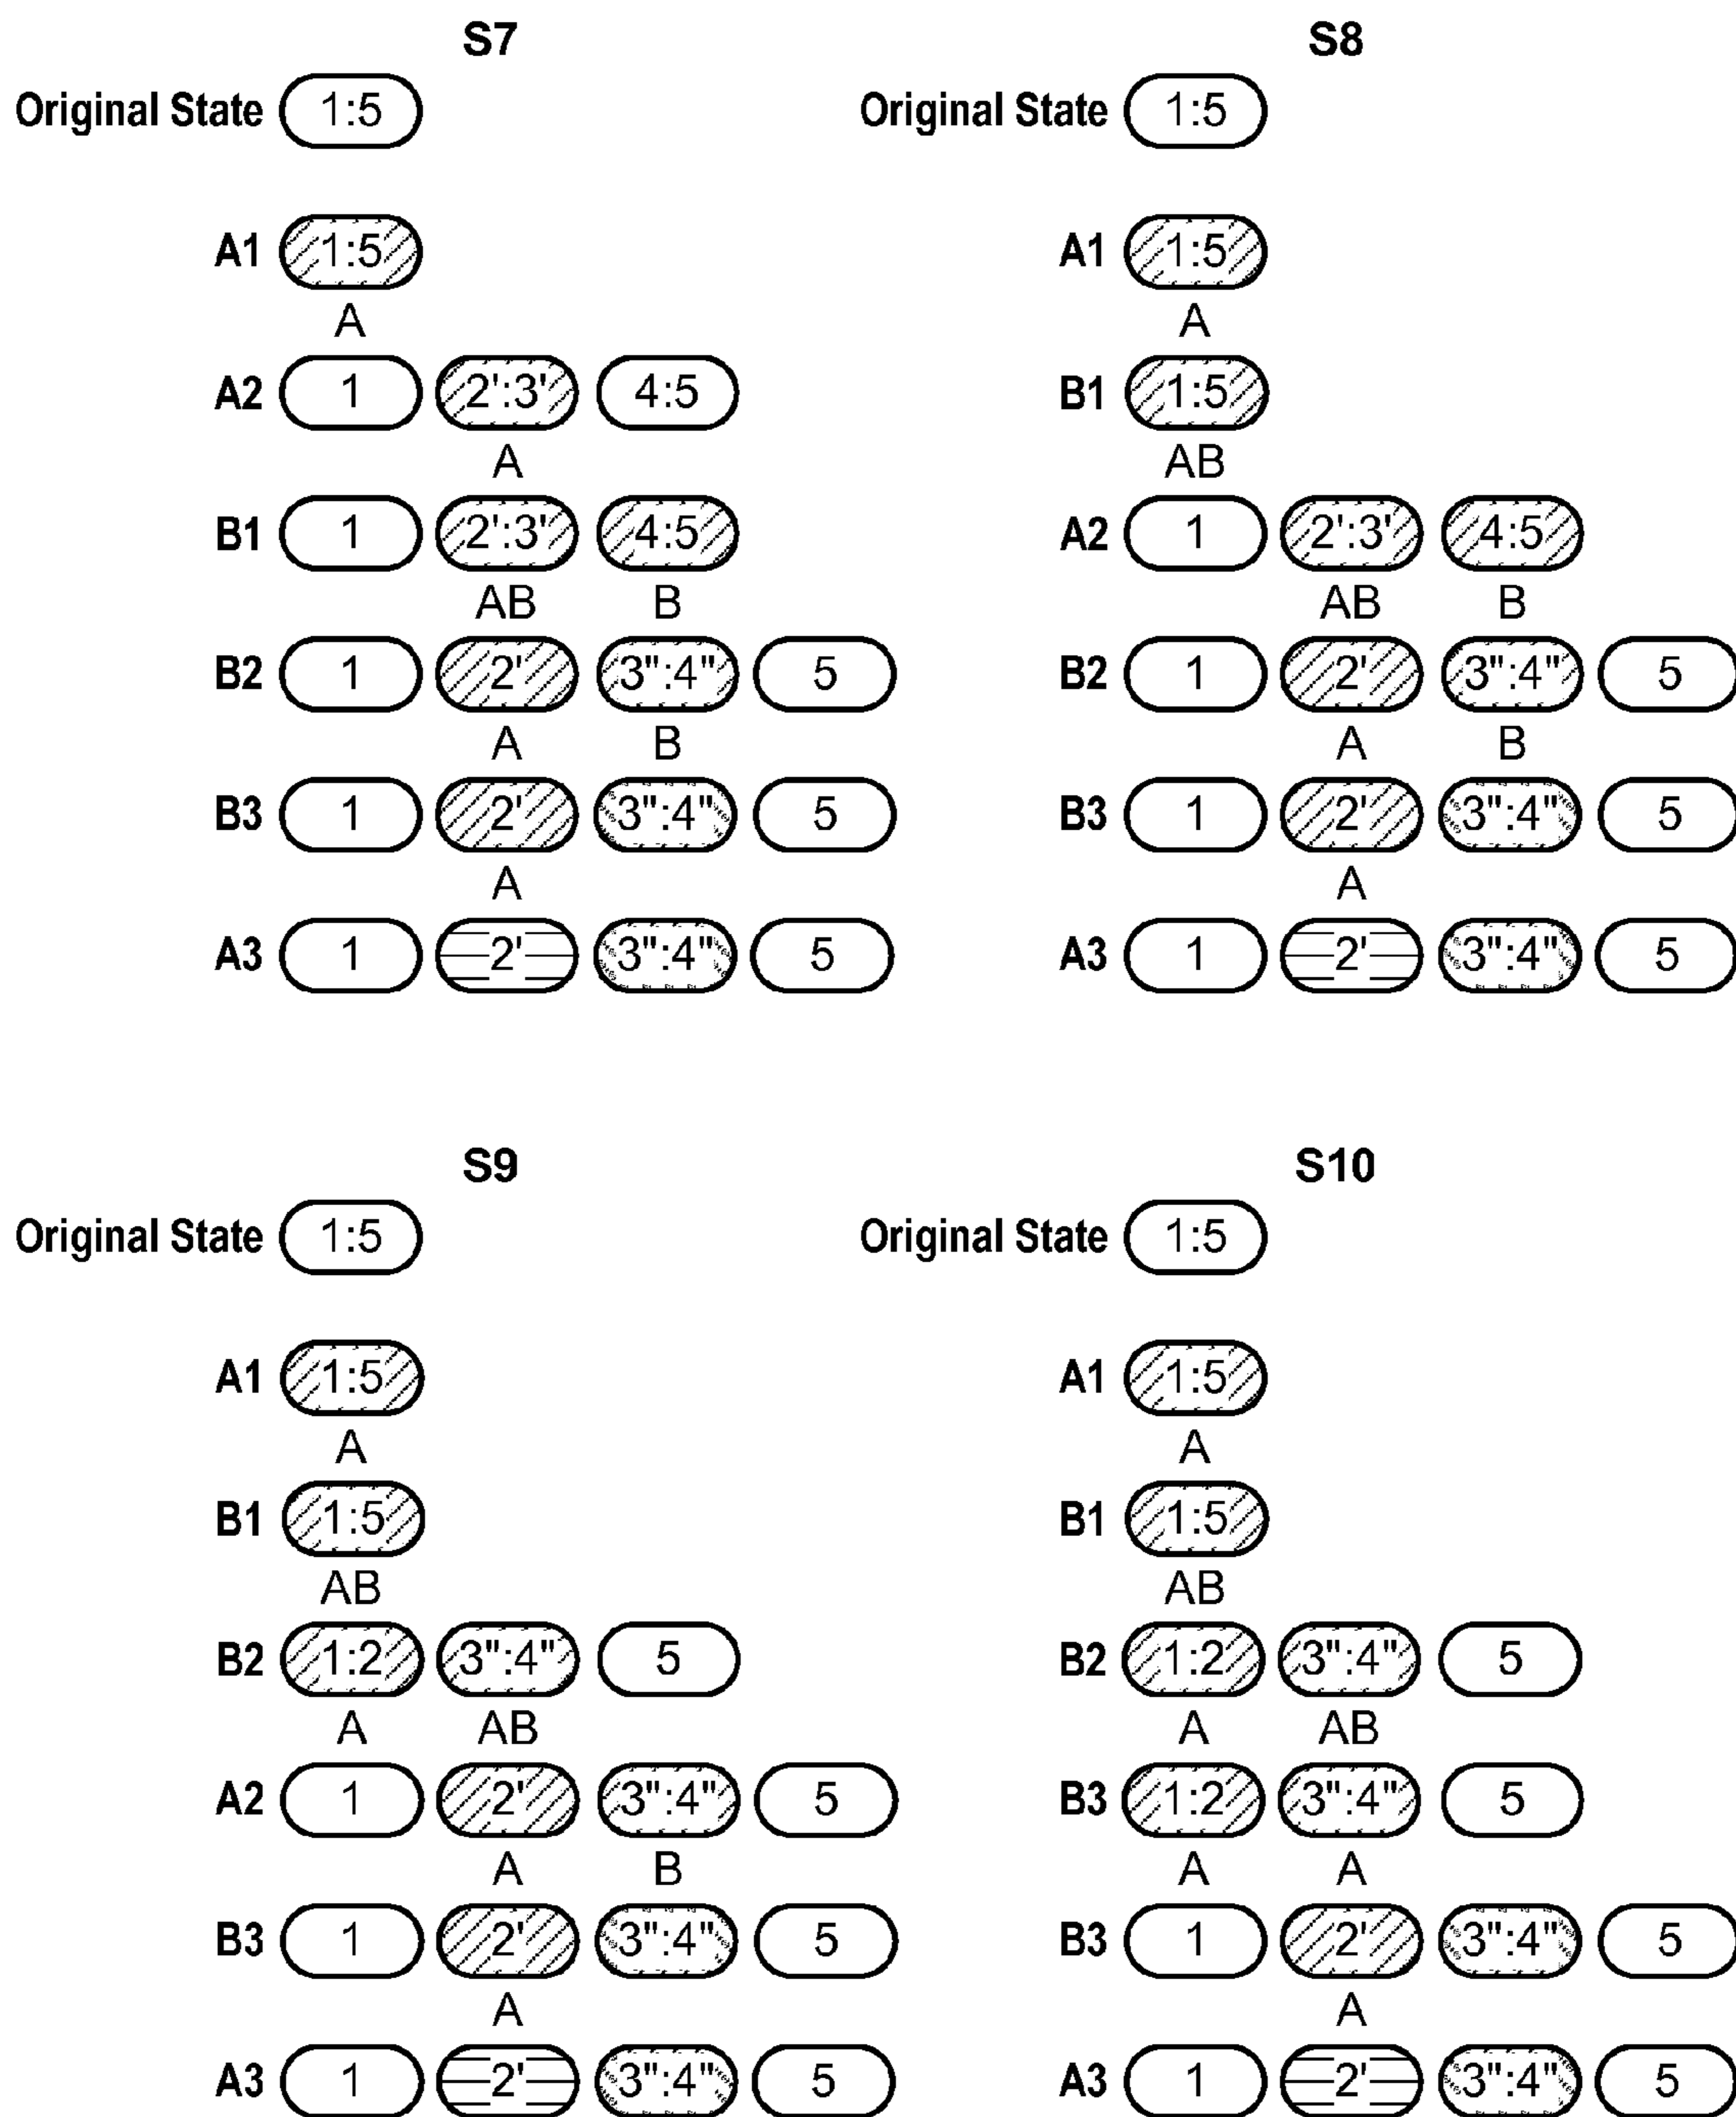 S7
Original State 1:5
A1 1:5
A
A2 1 2':3' 4:5
A
B1 1 2':3' 4:5
AB B
B2 1 2' 3":4" 5
A B
B3 1 2' 3":4" 5
A
A3 1 2' 3":4" 5
S8
Original State 1:5
A1 1:5
A
B1 1:5
AB
A2 1 2':3' 4:5
AB B
B2 1 2' 3":4" 5
A B
B3 1 2' 3":4" 5
A
A3 1 2' 3":4" 5
S9
Original State 1:5
A1 1:5
A
B1 1:5
AB
B2 1:2 3":4" 5
A AB
A2 1 2' 3":4" 5
A B
B3 1 2' 3":4" 5
A
A3 1 2' 3":4" 5
S10
Original State 1:5
A1 1:5
A
B1 1:5
AB
B2 1:2 3":4" 5
A AB
B3 1:2 3":4" 5
A A
B3 1 2' 3":4" 5
A
A3 1 2' 3":4" 5